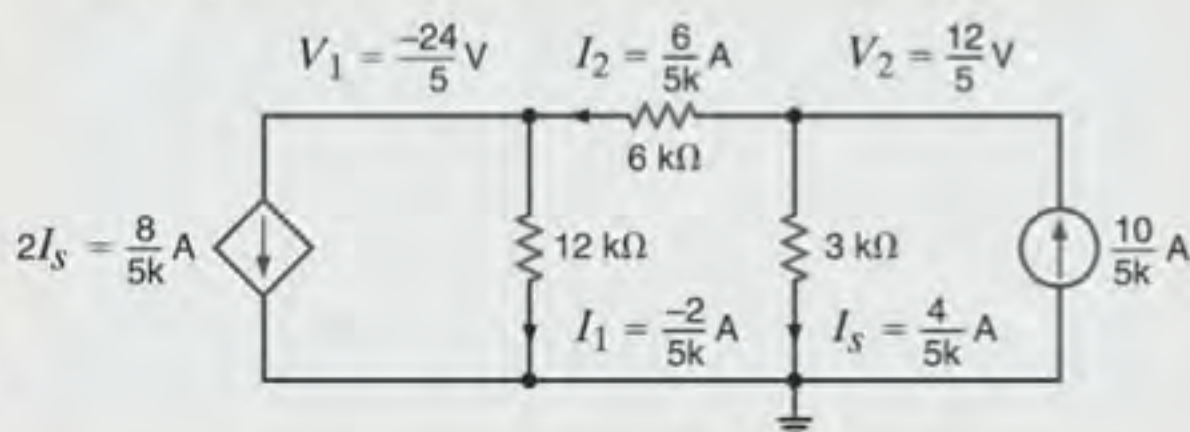 V₁ = -24/5 V
I₂ = 6/5k A
V₂ = 12/5 V
6 kΩ
2Iₛ = 8/5k A
12 kΩ
3 kΩ
10/5k A
I₁ = -2/5k A
Iₛ = 4/5k A